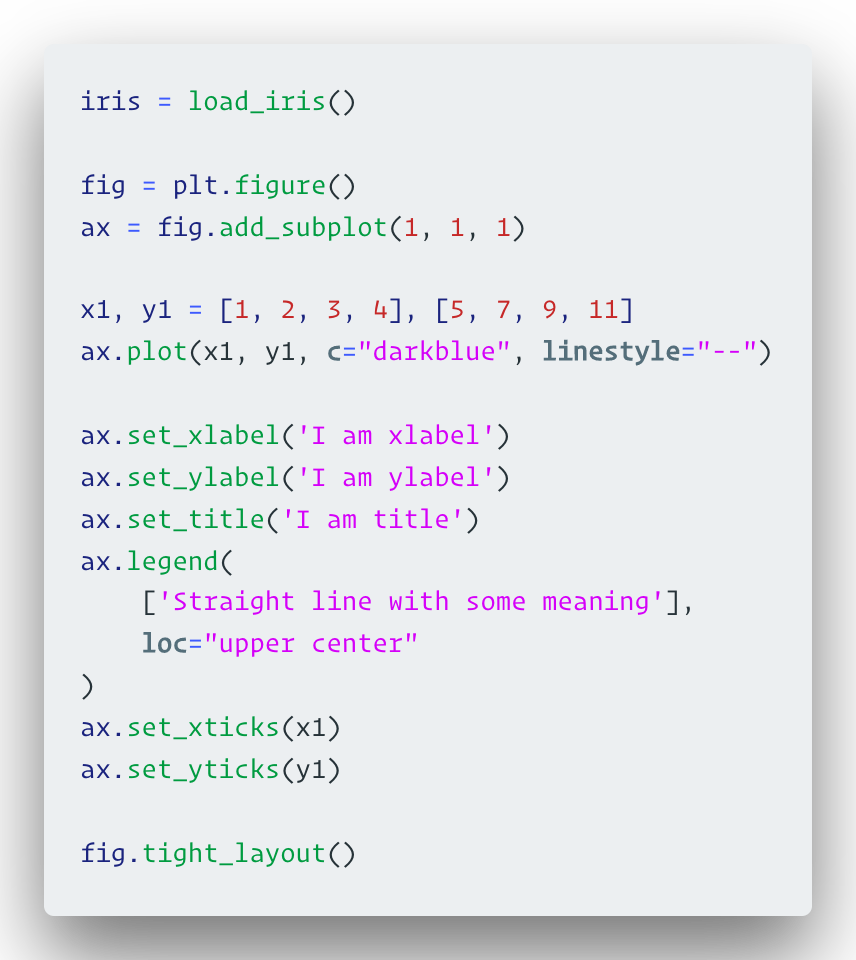 iris = load_iris()
fig = plt.figure()
ax = fig.add_subplot(1, 1, 1)
x1, y1 = [1, 2, 3, 4], [5, 7, 9, 11]
ax.plot(x1, y1, c="darkblue", linestyle="--")
ax.set_xlabel('I am xlabel')
ax.set_ylabel('I am ylabel')
ax.set_title('I am title')
ax.legend(
    ['Straight line with some meaning'],
    loc="upper center"
)
ax.set_xticks(x1)
ax.set_yticks(y1)
fig.tight_layout()